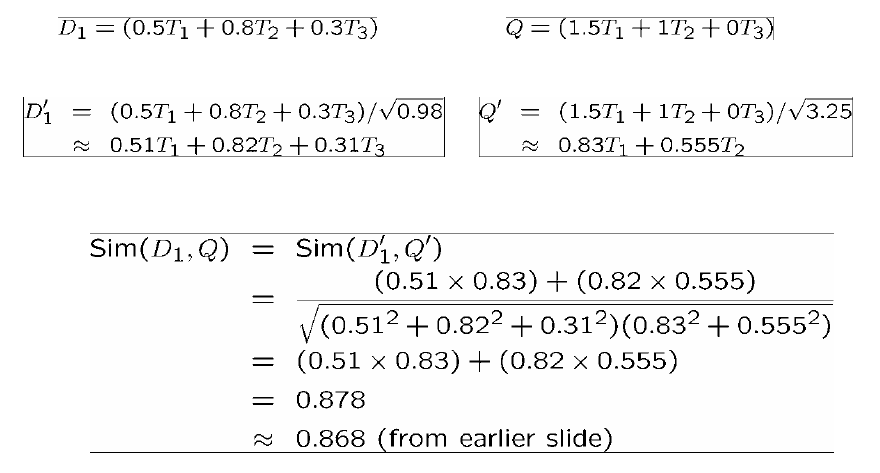 D₁ = (0.5T₁ + 0.8T₂ + 0.3T₃)
Q = (1.5T₁ + 1T₂ + 0T₃)
D′₁ = (0.5T₁ + 0.8T₂ + 0.3T₃)/√0.98
≈ 0.51T₁ + 0.82T₂ + 0.31T₃
Q′ = (1.5T₁ + 1T₂ + 0T₃)/√3.25
≈ 0.83T₁ + 0.555T₂
Sim(D₁, Q) = Sim(D′₁, Q′)
(0.51 × 0.83) + (0.82 × 0.555)
=
√(0.51² + 0.82² + 0.31²)(0.83² + 0.555²)
= (0.51 × 0.83) + (0.82 × 0.555)
= 0.878
≈ 0.868 (from earlier slide)